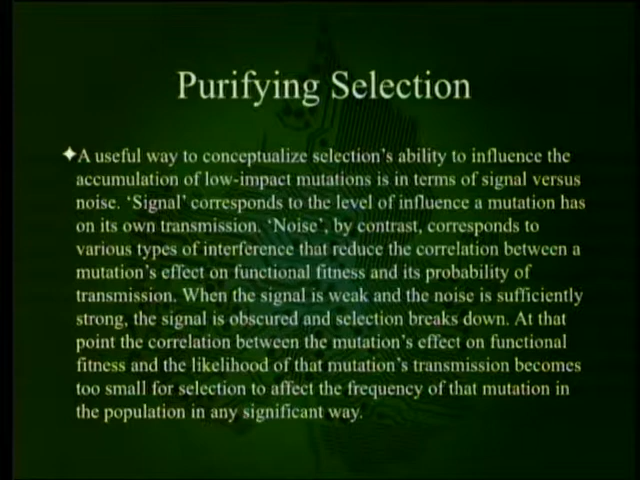 Purifying Selection
✦A useful way to conceptualize selection's ability to influence the
accumulation of low-impact mutations is in terms of signal versus
noise. 'Signal' corresponds to the level of influence a mutation has
on its own transmission. 'Noise', by contrast, corresponds to
various types of interference that reduce the correlation between a
mutation's effect on functional fitness and its probability of
transmission. When the signal is weak and the noise is sufficiently
strong, the signal is obscured and selection breaks down. At that
point the correlation between the mutation's effect on functional
fitness and the likelihood of that mutation's transmission becomes
too small for selection to affect the frequency of that mutation in
the population in any significant way.